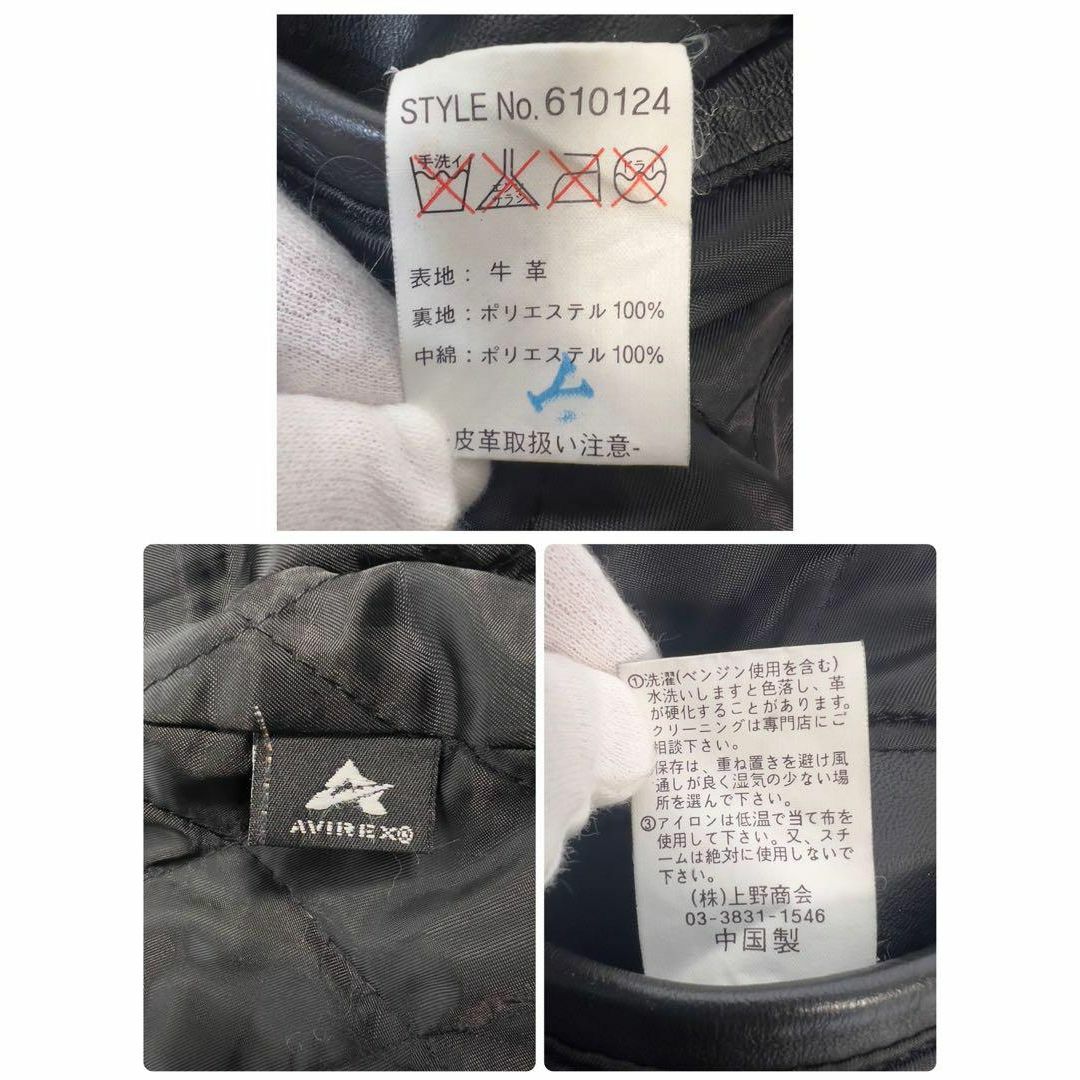 STYLE No. 610124
手洗イ エンソサラシ ドライ
表地：牛革
裏地：ポリエステル 100%
中綿：ポリエステル 100%
-皮革取扱い注意-
AVIREX
①洗濯(ベンジン使用を含む)
水洗いしますと色落し、革
が硬化することがあります。
クリーニングは専門店にご
相談下さい。
保存は、重ね置きを避け風
通しが良く湿気の少ない場
所を選んで下さい。
③アイロンは低温で当て布を
使用して下さい。又、スチ
ームは絶対に使用しないで
下さい。
(株)上野商会
03-3831-1546
中国製